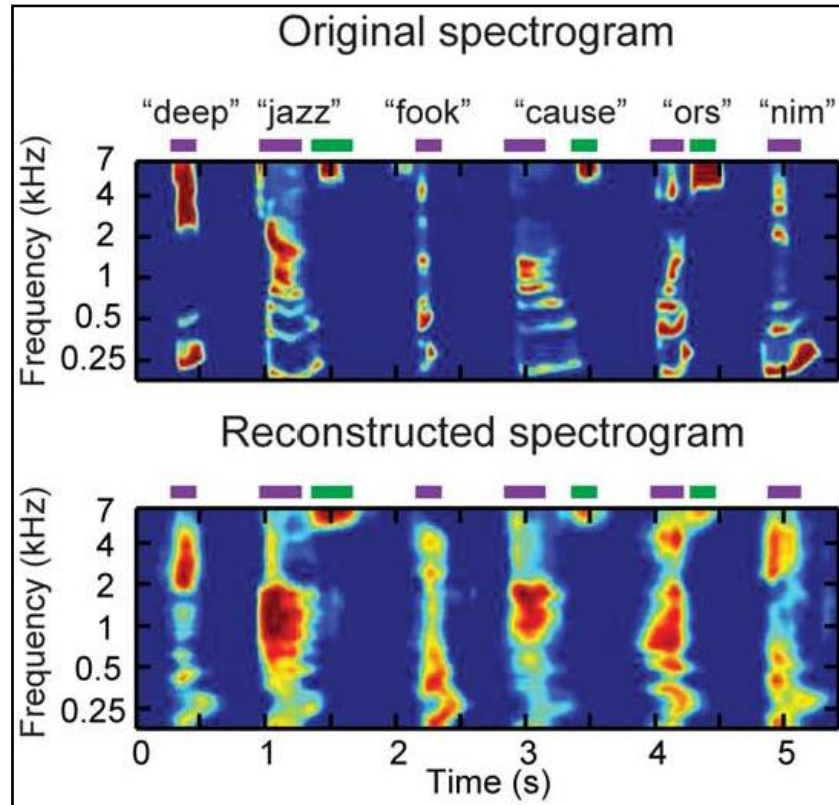 Original spectrogram
“deep” “jazz” “fook” “cause” “ors” “nim”
Frequency (kHz)
7
4
2
1
0.5
0.25
Reconstructed spectrogram
Frequency (kHz)
7
4
2
1
0.5
0.25
0 1 2 3 4 5
Time (s)